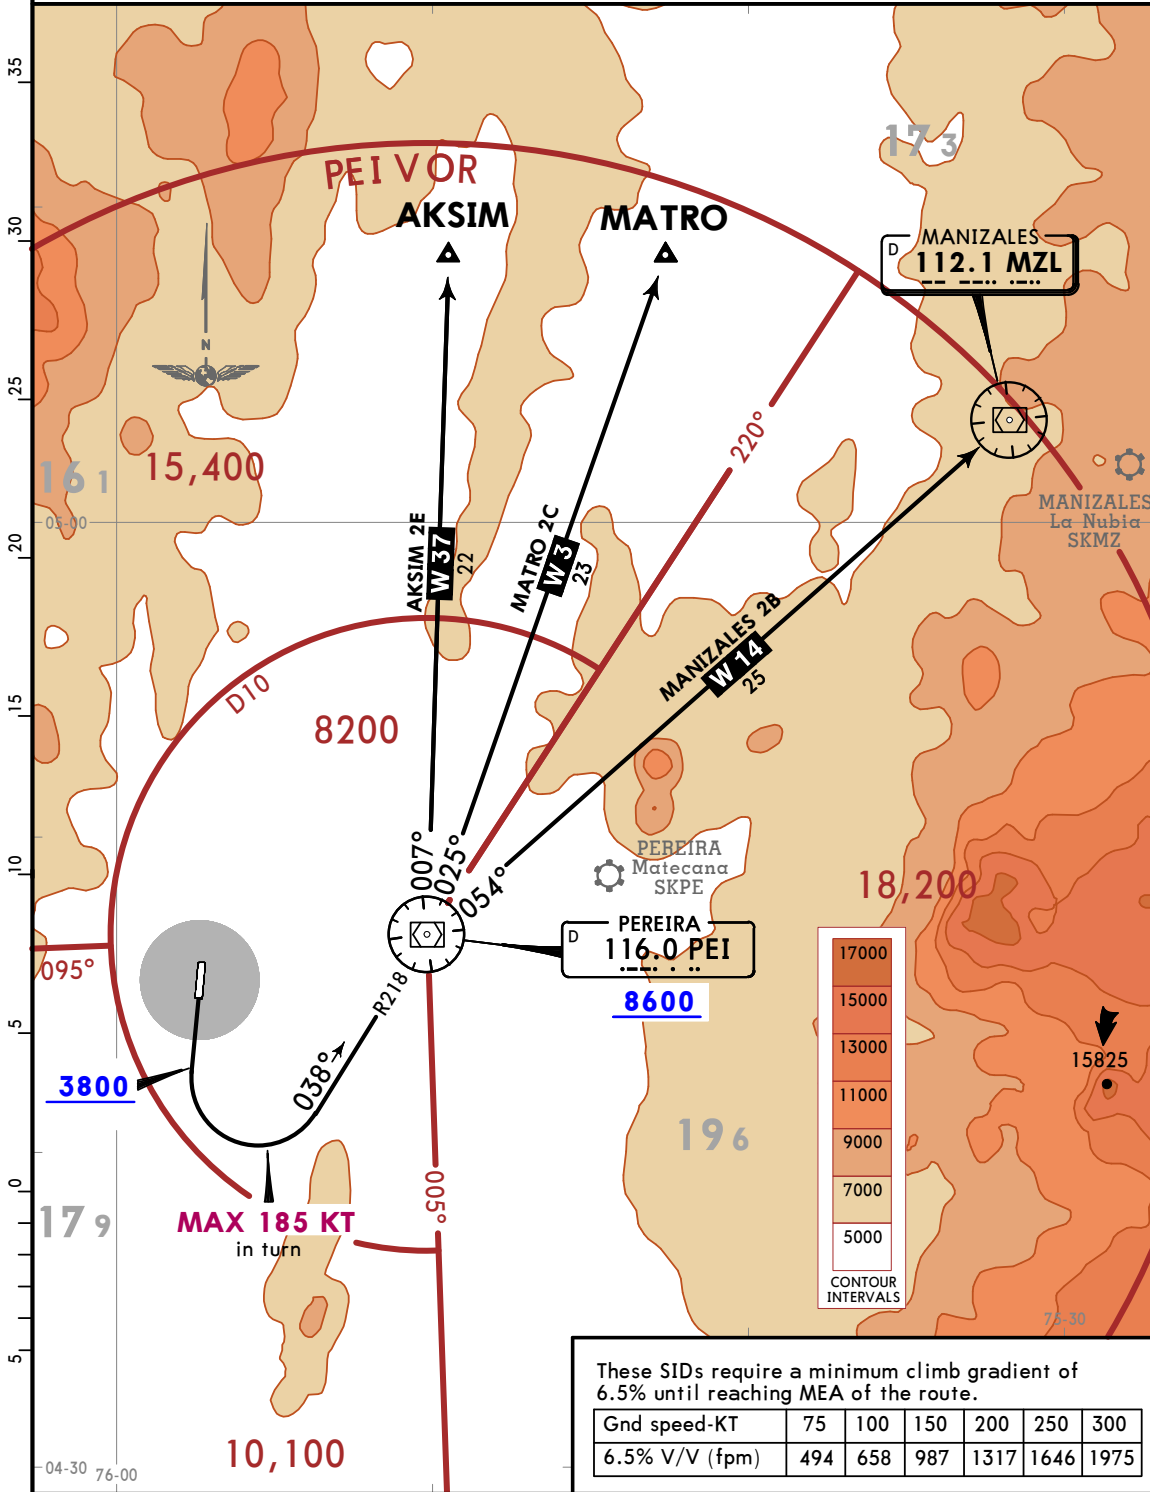 35
30
25
20
15
10
5
0
5
PEI VOR
AKSIM
MATRO
17 3
MANIZALES
D 112.1 MZL
N
15,400
16 1
05-00
220°
MANIZALES
La Nubia
SKMZ
AKSIM 2E
W 37
22
MATRO 2C
W 3
23
MANIZALES 2B
W 14
25
D10
8200
007°
025°
054°
PEREIRA
Matecana
SKPE
18,200
PEREIRA
D 116.0 PEI
8600
095°
R218
038°
3800
005°
MAX 185 KT
in turn
17 9
19 6
15825
17000
15000
13000
11000
9000
7000
5000
CONTOUR
INTERVALS
75-30
10,100
04-30
76-00
These SIDs require a minimum climb gradient of
6.5% until reaching MEA of the route.
Gnd speed-KT 75 100 150 200 250 300
6.5% V/V (fpm) 494 658 987 1317 1646 1975